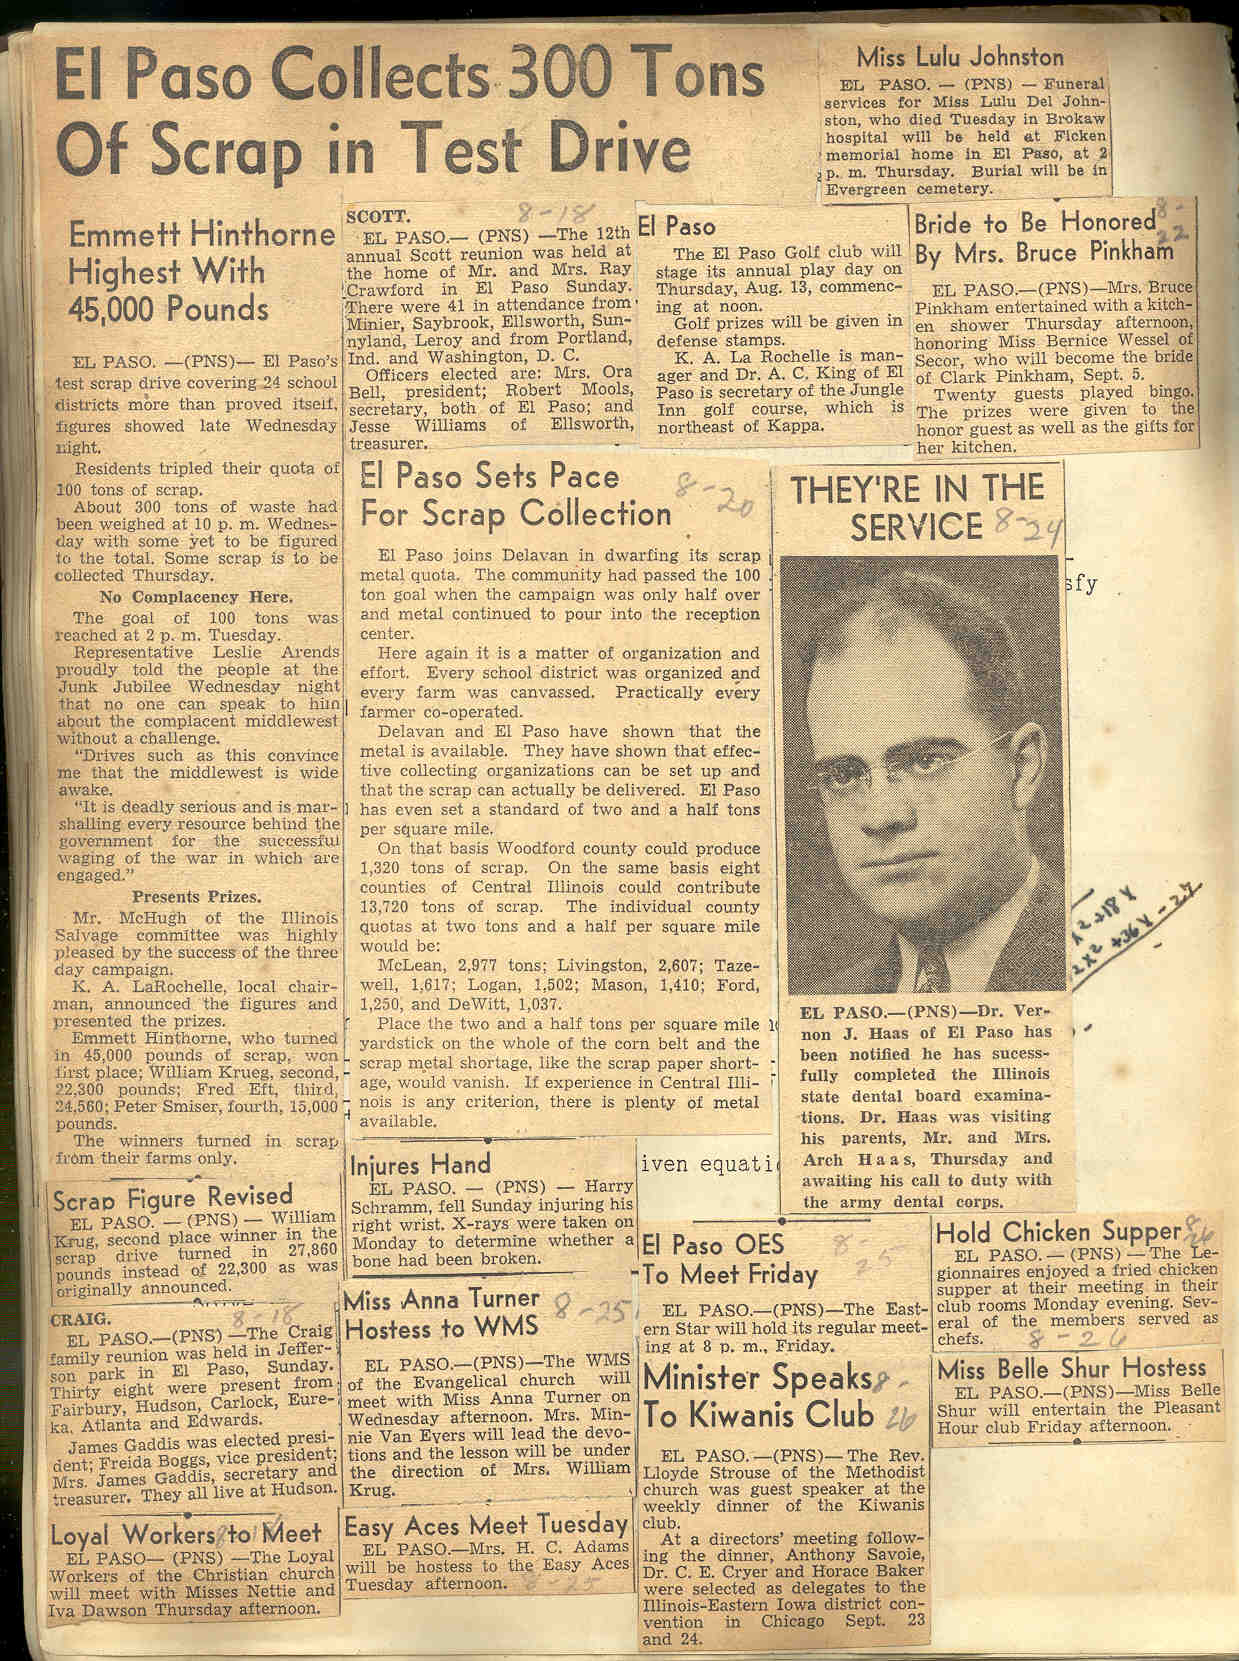 El Paso Collects 300 Tons
Of Scrap in Test Drive
Emmett Hinthorne
Highest With
45,000 Pounds
EL PASO. —(PNS)— El Paso's
test scrap drive covering 24 school
districts more than proved itself,
figures showed late Wednesday
night.
Residents tripled their quota of
100 tons of scrap.
About 300 tons of waste had
been weighed at 10 p. m. Wednes-
day with some yet to be figured
to the total. Some scrap is to be
collected Thursday.
No Complacency Here.
The goal of 100 tons was
reached at 2 p. m. Tuesday.
Representative Leslie Arends
proudly told the people at the
Junk Jubilee Wednesday night
that no one can speak to him
about the complacent middlewest
without a challenge.
"Drives such as this convince
me that the middlewest is wide
awake.
"It is deadly serious and is mar-
shalling every resource behind the
government for the successful
waging of the war in which are
engaged."
Presents Prizes.
Mr. McHugh of the Illinois
Salvage committee was highly
pleased by the success of the three
day campaign.
K. A. LaRochelle, local chair-
man, announced the figures and
presented the prizes.
Emmett Hinthorne, who turned
in 45,000 pounds of scrap, won
first place; William Krueg, second,
22,300 pounds; Fred Eft, third,
24,560; Peter Smiser, fourth, 15,000
pounds.
The winners turned in scrap
from their farms only.
Scrap Figure Revised
EL PASO. — (PNS) — William
Krug, second place winner in the
scrap drive turned in 27,860
pounds instead of 22,300 as was
originally announced.
8-18
CRAIG.
EL PASO.—(PNS)—The Craig
family reunion was held in Jeffer-
son park in El Paso, Sunday.
Thirty eight were present from
Fairbury, Hudson, Carlock, Eure-
ka, Atlanta and Edwards.
James Gaddis was elected presi-
dent; Freida Boggs, vice president;
Mrs. James Gaddis, secretary and
treasurer. They all live at Hudson.
Loyal Workers to Meet
EL PASO— (PNS) —The Loyal
Workers of the Christian church
will meet with Misses Nettie and
Iva Dawson Thursday afternoon.
SCOTT.
8-18
EL PASO.— (PNS) —The 12th
annual Scott reunion was held at
the home of Mr. and Mrs. Ray
Crawford in El Paso Sunday.
There were 41 in attendance from
Minier, Saybrook, Ellsworth, Sun-
nyland, Leroy and from Portland,
Ind. and Washington, D. C.
Officers elected are: Mrs. Ora
Bell, president; Robert Mools,
secretary, both of El Paso; and
Jesse Williams of Ellsworth,
treasurer.
El Paso
The El Paso Golf club will
stage its annual play day on
Thursday, Aug. 13, commenc-
ing at noon.
Golf prizes will be given in
defense stamps.
K. A. La Rochelle is man-
ager and Dr. A. C. King of El
Paso is secretary of the Jungle
Inn golf course, which is
northeast of Kappa.
Miss Lulu Johnston
EL PASO. — (PNS) — Funeral
services for Miss Lulu Del John-
ston, who died Tuesday in Brokaw
hospital will be held at Ficken
memorial home in El Paso, at 2
p. m. Thursday. Burial will be in
Evergreen cemetery.
Bride to Be Honored
By Mrs. Bruce Pinkham
8-22
EL PASO.—(PNS)—Mrs. Bruce
Pinkham entertained with a kitch-
en shower Thursday afternoon,
honoring Miss Bernice Wessel of
Secor, who will become the bride
of Clark Pinkham, Sept. 5.
Twenty guests played bingo.
The prizes were given to the
honor guest as well as the gifts for
her kitchen.
El Paso Sets Pace
For Scrap Collection
8-20
El Paso joins Delavan in dwarfing its scrap
metal quota. The community had passed the 100
ton goal when the campaign was only half over
and metal continued to pour into the reception
center.
Here again it is a matter of organization and
effort. Every school district was organized and
every farm was canvassed. Practically every
farmer co-operated.
Delavan and El Paso have shown that the
metal is available. They have shown that effec-
tive collecting organizations can be set up and
that the scrap can actually be delivered. El Paso
has even set a standard of two and a half tons
per square mile.
On that basis Woodford county could produce
1,320 tons of scrap. On the same basis eight
counties of Central Illinois could contribute
13,720 tons of scrap. The individual county
quotas at two tons and a half per square mile
would be:
McLean, 2,977 tons; Livingston, 2,607; Taze-
well, 1,617; Logan, 1,502; Mason, 1,410; Ford,
1,250, and DeWitt, 1,037.
Place the two and a half tons per square mile
yardstick on the whole of the corn belt and the
scrap metal shortage, like the scrap paper short-
age, would vanish. If experience in Central Illi-
nois is any criterion, there is plenty of metal
available.
THEY'RE IN THE
SERVICE
8-24
EL PASO.—(PNS)—Dr. Ver-
non J. Haas of El Paso has
been notified he has sucess-
fully completed the Illinois
state dental board examina-
tions. Dr. Haas was visiting
his parents, Mr. and Mrs.
Arch Haas, Thursday and
awaiting his call to duty with
the army dental corps.
sfy
x²+18x
2x²+36x-27
iven equati
Injures Hand
EL PASO. — (PNS) — Harry
Schramm, fell Sunday injuring his
right wrist. X-rays were taken on
Monday to determine whether a
bone had been broken.
Miss Anna Turner
Hostess to WMS
8-25
EL PASO.—(PNS)—The WMS
of the Evangelical church will
meet with Miss Anna Turner on
Wednesday afternoon. Mrs. Min-
nie Van Eyers will lead the devo-
tions and the lesson will be under
the direction of Mrs. William
Krug.
Easy Aces Meet Tuesday
EL PASO.—Mrs. H. C. Adams
will be hostess to the Easy Aces
Tuesday afternoon.
8-25
El Paso OES
To Meet Friday
8-25
EL PASO.—(PNS)—The East-
ern Star will hold its regular meet-
ing at 8 p. m., Friday.
Minister Speaks
To Kiwanis Club
8-26
EL PASO.—(PNS)— The Rev.
Lloyde Strouse of the Methodist
church was guest speaker at the
weekly dinner of the Kiwanis
club.
At a directors' meeting follow-
ing the dinner, Anthony Savoie,
Dr. C. E. Cryer and Horace Baker
were selected as delegates to the
Illinois-Eastern Iowa district con-
vention in Chicago Sept. 23
and 24.
Hold Chicken Supper
8-26
EL PASO. — (PNS) — The Le-
gionnaires enjoyed a fried chicken
supper at their meeting in their
club rooms Monday evening. Sev-
eral of the members served as
chefs.
8-26
Miss Belle Shur Hostess
EL PASO.—(PNS)—Miss Belle
Shur will entertain the Pleasant
Hour club Friday afternoon.